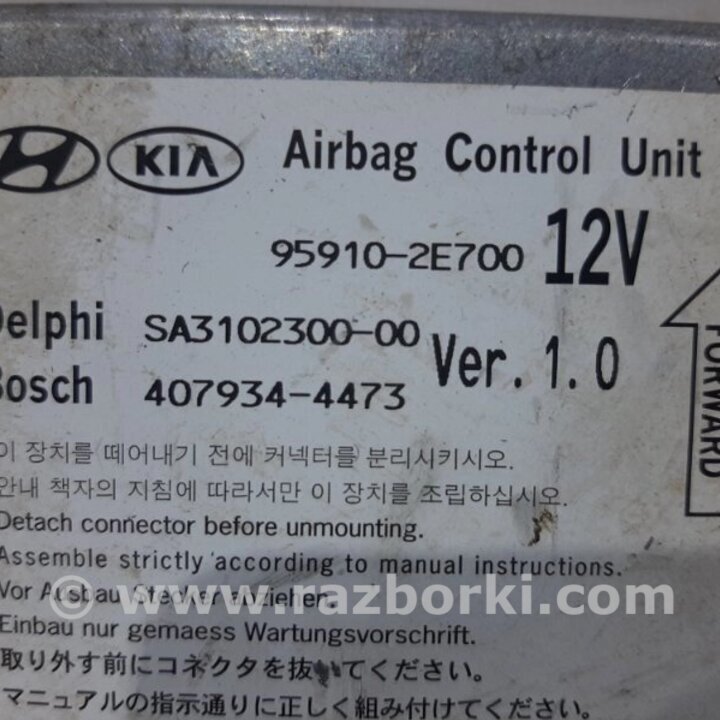 KIA Airbag Control Unit
95910-2E700 12V
Delphi SA3102300-00
Ver. 1.0
Bosch 407934-4473
FORWARD
이 장치를 떼어내기 전에 커넥터를 분리시키시오.
안내 책자의 지침에 따라서만 이 장치를 조립하십시오.
Detach connector before unmounting.
Assemble strictly according to manual instructions.
Vor Ausbau Stecker abziehen.
© www.razborki.com
Einbau nur gemaess Wartungsvorschrift.
取り外す前にコネクタを抜いてください。
マニュアルの指示通りに正しく組み付けてください。